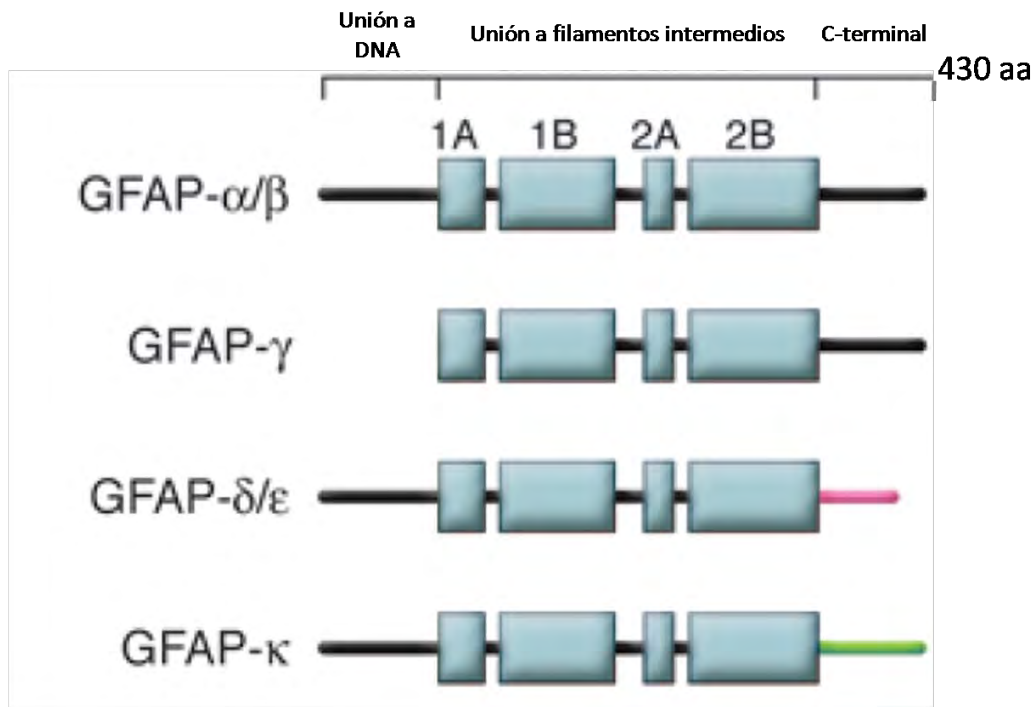 Unión a
DNA
Unión a filamentos intermedios
C-terminal
430 aa
1A 1B 2A 2B
GFAP-α/β
GFAP-γ
GFAP-δ/ε
GFAP-κ